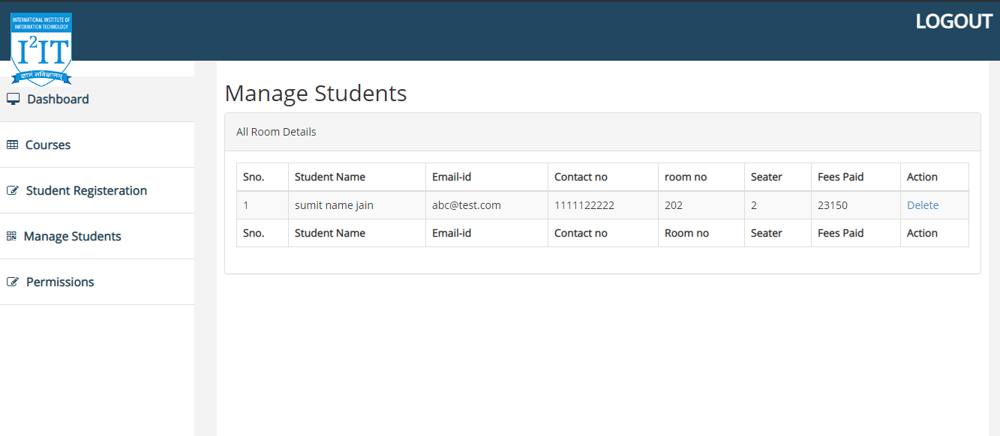 INTERNATIONAL INSTITUTE OF
INFORMATION TECHNOLOGY
I²IT
ज्ञानं सविज्ञानम्
LOGOUT
Dashboard
Courses
Student Registeration
Manage Students
Permissions
Manage Students
All Room Details
Sno. Student Name Email-id Contact no room no Seater Fees Paid Action
1 sumit name jain abc@test.com 1111122222 202 2 23150 Delete
Sno. Student Name Email-id Contact no Room no Seater Fees Paid Action